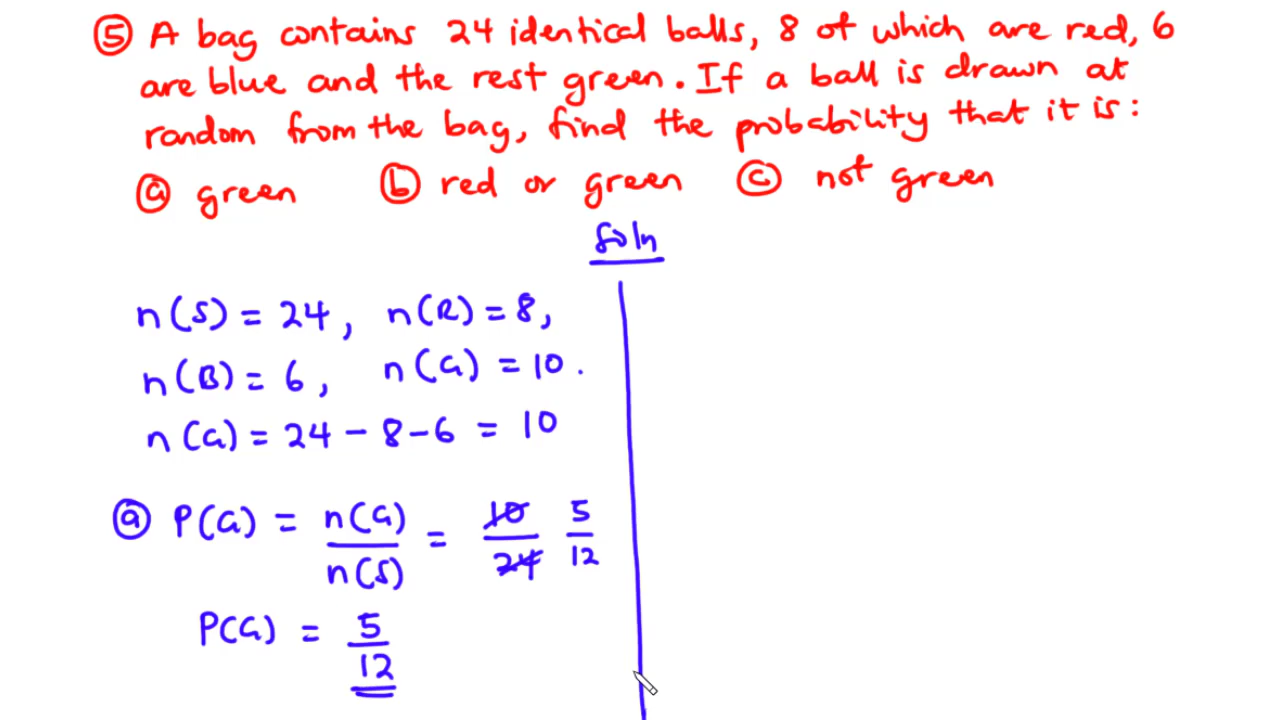 ⑤ A bag contains 24 identical balls, 8 of which are red, 6
are blue and the rest green. If a ball is drawn at
random from the bag, find the probability that it is:
ⓐ green ⓑ red or green ⓒ not green
Soln
n(S) = 24, n(R) = 8,
n(B) = 6, n(G) = 10.
n(G) = 24 - 8 - 6 = 10
ⓐ P(G) = n(G)/n(S) = 10/24 5/12
P(G) = 5/12